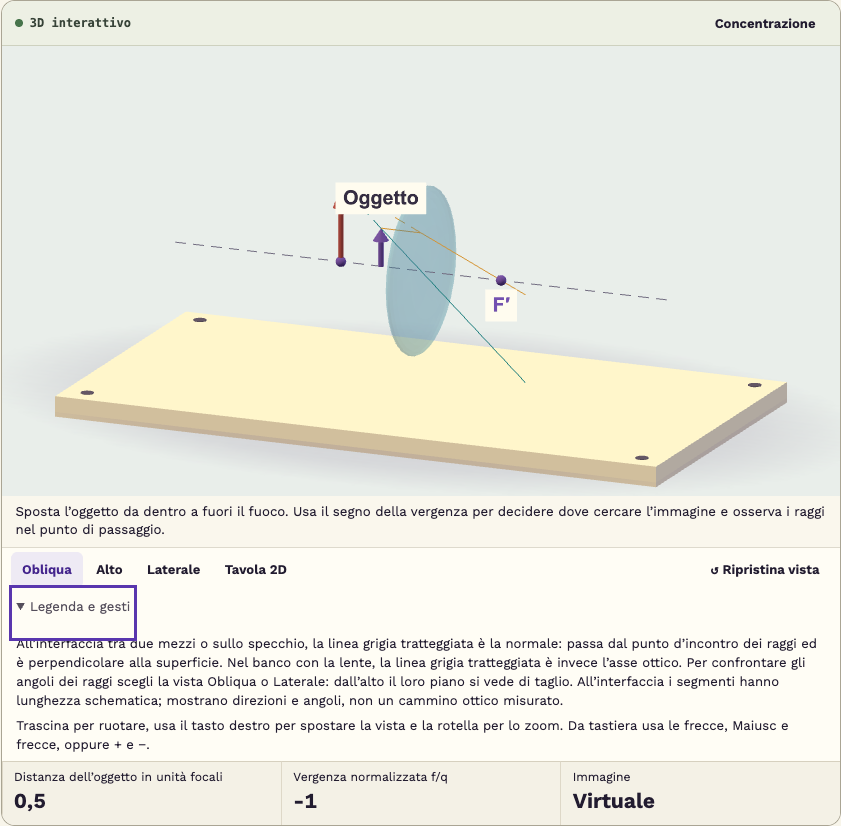 3D interattivo
Concentrazione
Oggetto
F′
Sposta l’oggetto da dentro a fuori il fuoco. Usa il segno della vergenza per decidere dove cercare l’immagine e osserva i raggi
nel punto di passaggio.
Obliqua
Alto
Laterale
Tavola 2D
↺ Ripristina vista
▼ Legenda e gesti
All’interfaccia tra due mezzi o sullo specchio, la linea grigia tratteggiata è la normale: passa dal punto d’incontro dei raggi ed
è perpendicolare alla superficie. Nel banco con la lente, la linea grigia tratteggiata è invece l’asse ottico. Per confrontare gli
angoli dei raggi scegli la vista Obliqua o Laterale: dall’alto il loro piano si vede di taglio. All’interfaccia i segmenti hanno
lunghezza schematica; mostrano direzioni e angoli, non un cammino ottico misurato.
Trascina per ruotare, usa il tasto destro per spostare la vista e la rotella per lo zoom. Da tastiera usa le frecce, Maiusc e
frecce, oppure + e −.
Distanza dell’oggetto in unità focali
0,5
Vergenza normalizzata f/q
-1
Immagine
Virtuale